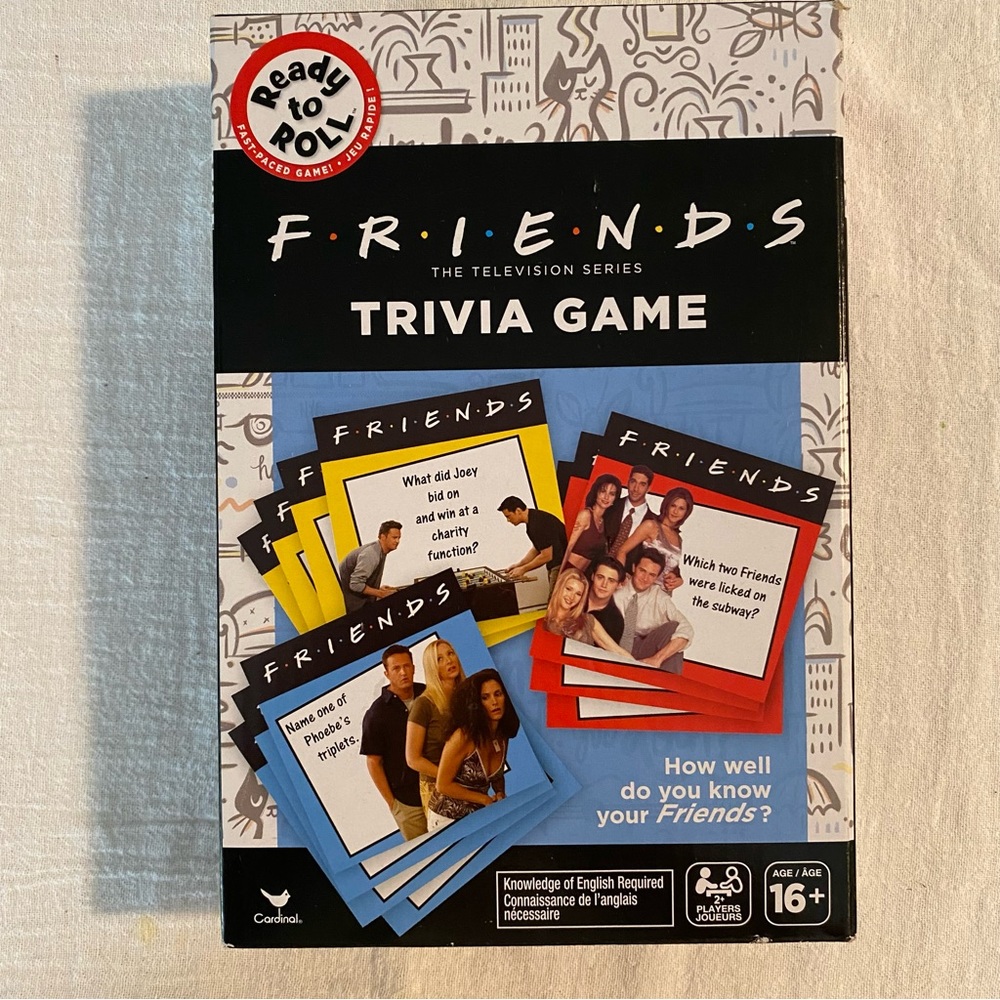 Ready
to
ROLL™
FAST-PACED GAME! • JEU RAPIDE!
F·R·I·E·N·D·S™
THE TELEVISION SERIES
TRIVIA GAME
F·R·I·E·N·D·S
What did Joey
bid on
and win at a
charity
function?
F
F
F
F·R·I·E·N·D·S
Which two Friends
were licked on
the subway?
F·R·I·E·N·D·S
Name one of
Phoebe's
triplets.
How well
do you know
your Friends?
Cardinal®
Knowledge of English Required
Connaissance de l'anglais
nécessaire
2+
PLAYERS
JOUEURS
AGE / ÂGE
16+